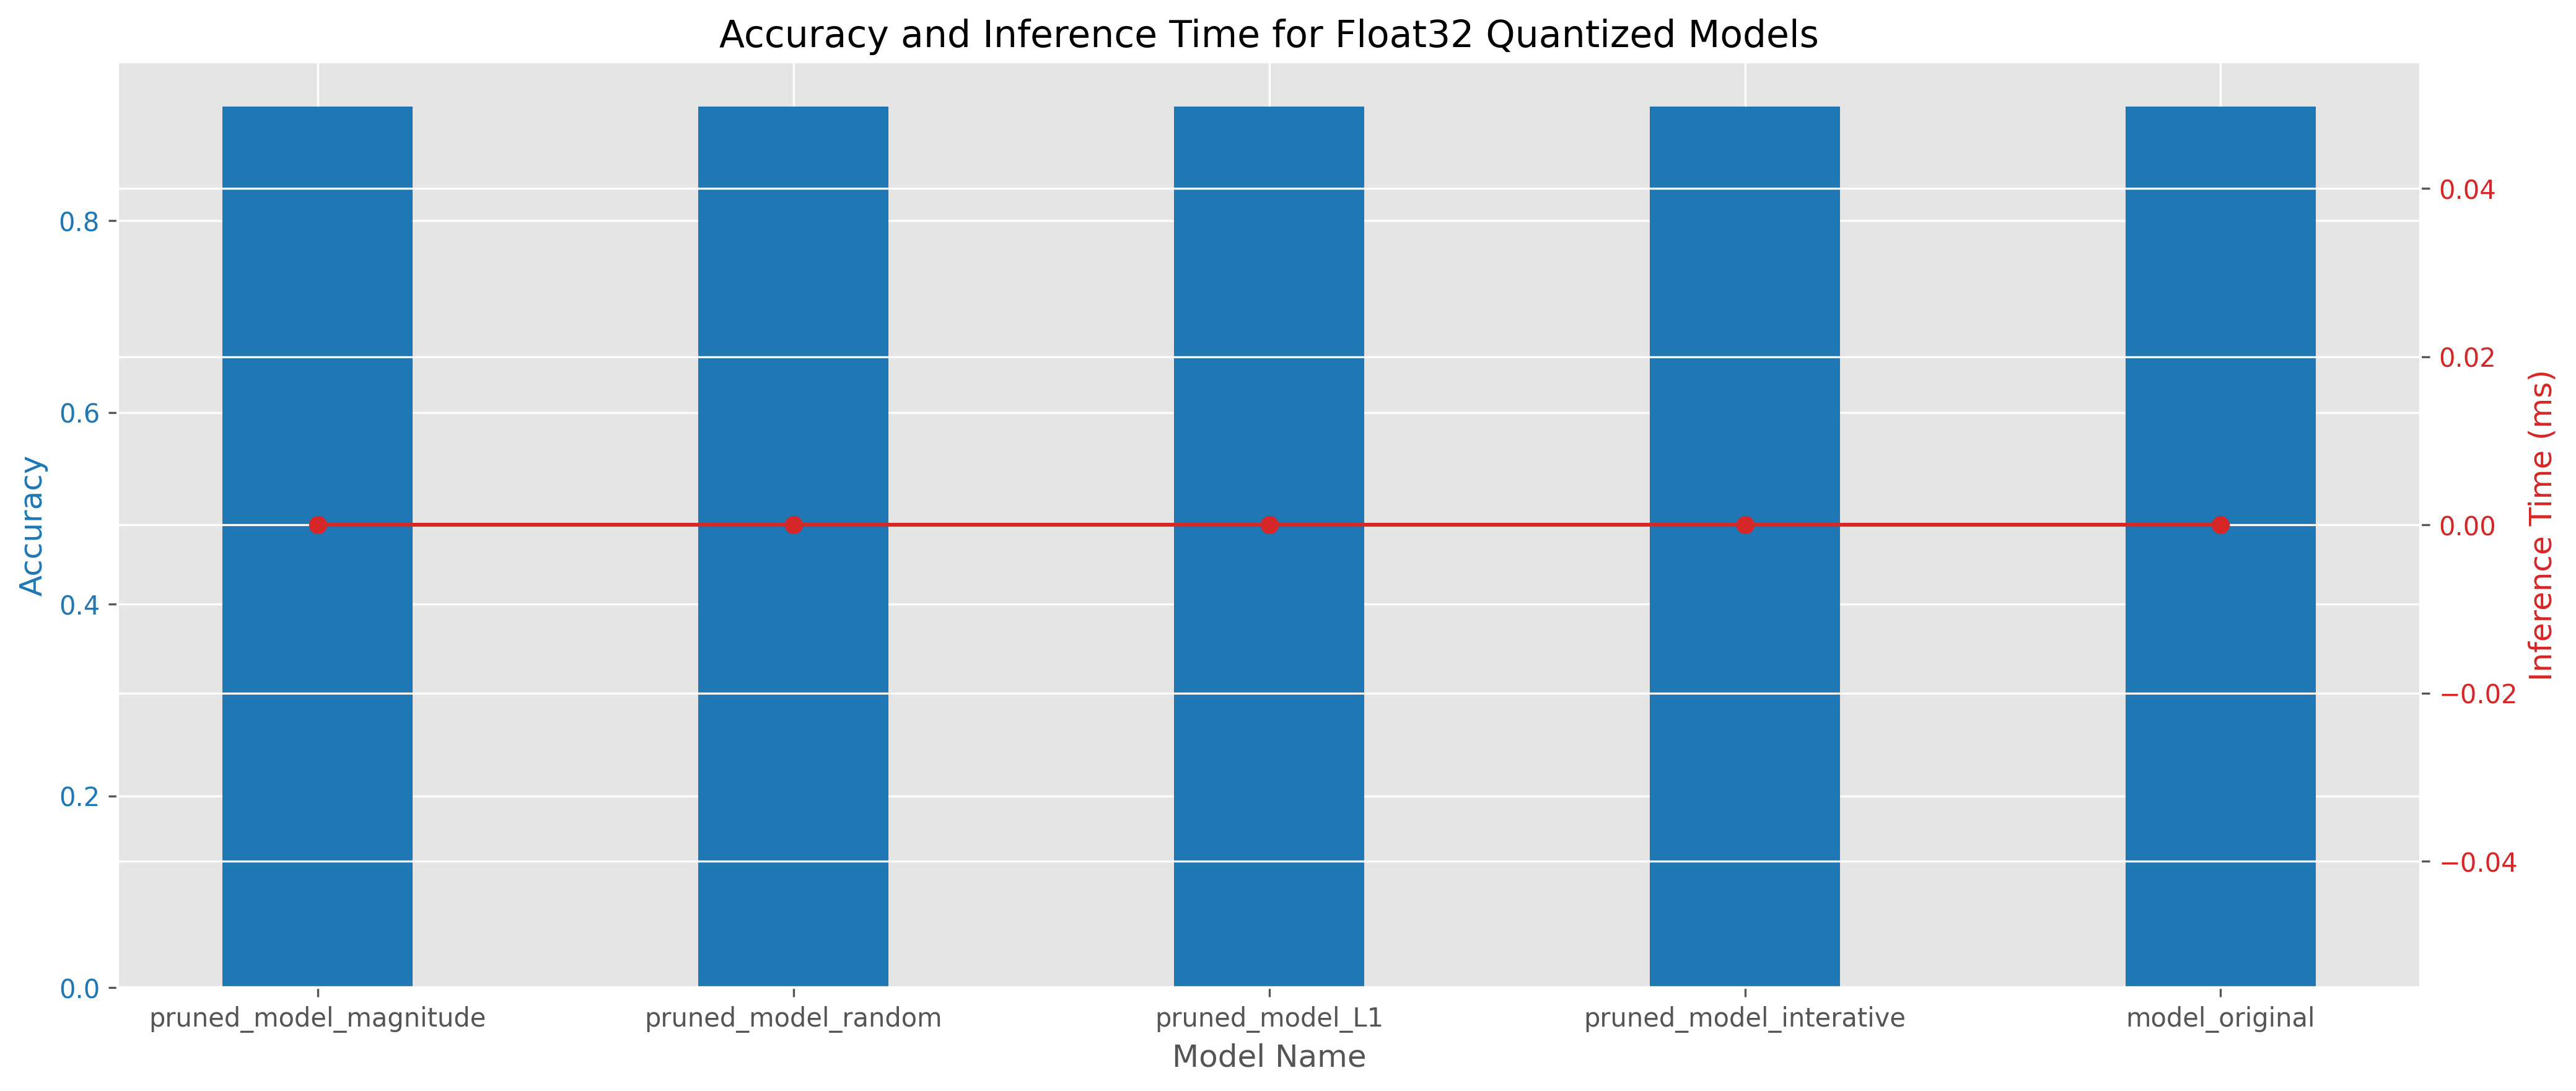 Accuracy and Inference Time for Float32 Quantized Models
Accuracy
0.8
0.6
0.4
0.2
0.0
0.04
0.02
0.00
−0.02
−0.04
Inference Time (ms)
pruned_model_magnitude pruned_model_random pruned_model_L1 pruned_model_interative model_original
Model Name